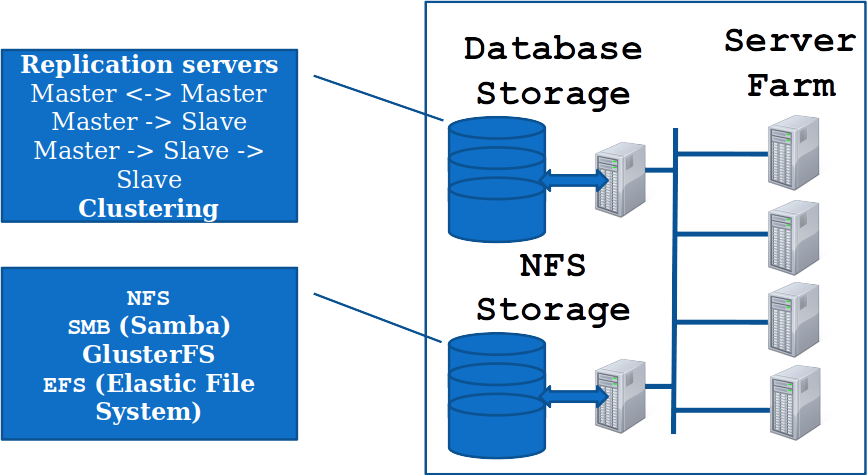 Replication servers
Master <-> Master
Master -> Slave
Master -> Slave ->
Slave
Clustering
NFS
SMB (Samba)
GlusterFS
EFS (Elastic File
System)
Database
Storage
NFS
Storage
Server
Farm